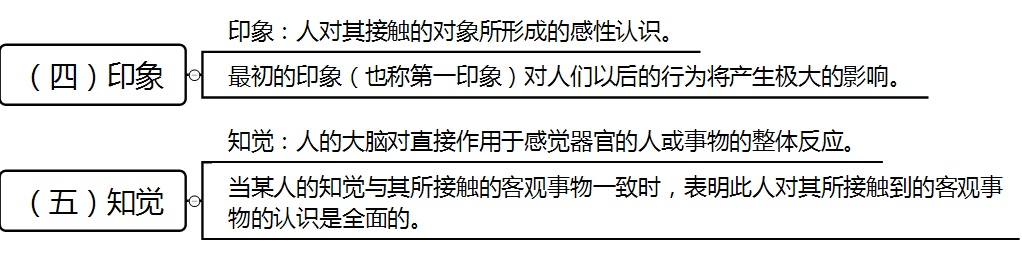 （四）印象
印象：人对其接触的对象所形成的感性认识。
最初的印象（也称第一印象）对人们以后的行为将产生极大的影响。
（五）知觉
知觉：人的大脑对直接作用于感觉器官的人或事物的整体反应。
当某人的知觉与其所接触的客观事物一致时，表明此人对其所接触到的客观事
物的认识是全面的。